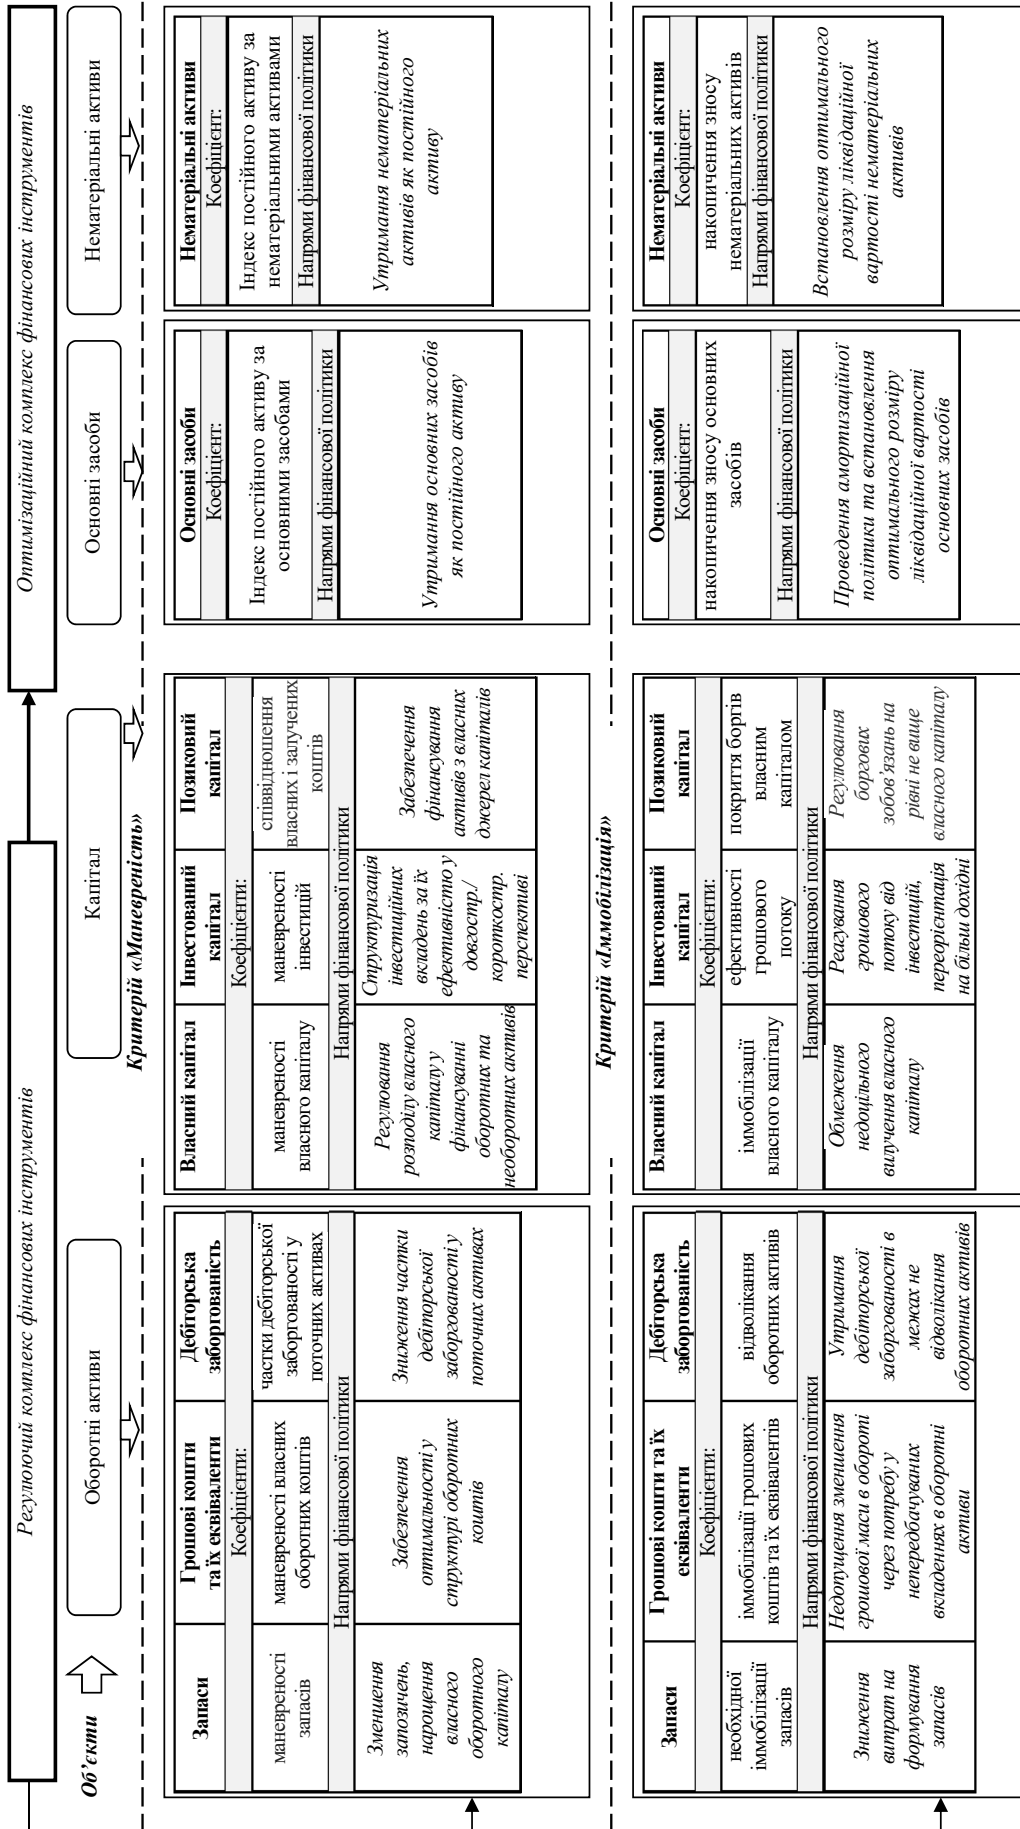 Регулюючий комплекс фінансових інструментів
Оптимізаційний комплекс фінансових інструментів
Об’єкти
Оборотні активи
Капітал
Основні засоби
Нематеріальні активи
Критерій «Маневреність»
Запаси
Грошові кошти
та їх еквіваленти
Дебіторська
заборгованість
Коефіцієнти:
маневреності
запасів
маневреності власних
оборотних коштів
частки дебіторської
заборгованості у
поточних активах
Напрями фінансової політики
Зменшення
запозичень,
нарощення
власного
оборотного
капіталу
Забезпечення
оптимальності у
структурі оборотних
коштів
Зниження частки
дебіторської
заборгованості у
поточних активах
Власний капітал
Інвестований
капітал
Позиковий
капітал
Коефіцієнти:
маневреності
власного капіталу
маневреності
інвестицій
співвідношення
власних і залучених
коштів
Напрями фінансової політики
Регулювання
розподілу власного
капіталу у
фінансуванні
оборотних та
необоротних активів
Структуризація
інвестиційних
вкладень за їх
ефективністю у
довгостр./
короткостр.
перспективі
Забезпечення
фінансування
активів з власних
джерел капіталів
Основні засоби
Коефіцієнт:
Індекс постійного активу за
основними засобами
Напрями фінансової політики
Утримання основних засобів
як постійного активу
Нематеріальні активи
Коефіцієнт:
Індекс постійного активу за
нематеріальними активами
Напрями фінансової політики
Утримання нематеріальних
активів як постійного
активу
Критерій «Іммобілізація»
Запаси
Грошові кошти та їх
еквіваленти
Дебіторська
заборгованість
Коефіцієнти:
необхідної
іммобілізації
запасів
іммобілізації грошових
коштів та їх еквівалентів
відволікання
оборотних активів
Напрями фінансової політики
Зниження
витрат на
формування
запасів
Недопущення зменшення
грошової маси в обороті
через потребу у
непередбачуваних
вкладеннях в оборотні
активи
Утримання
дебіторської
заборгованості в
межах не
відволікання
оборотних активів
Власний капітал
Інвестований
капітал
Позиковий
капітал
Коефіцієнти:
іммобілізації
власного капіталу
ефективності
грошового
потоку
покриття боргів
власним
капіталом
Напрями фінансової політики
Обмеження
недоцільного
вилучення власного
капіталу
Реагування
грошового
потоку від
інвестицій,
переорієнтація
на більш дохідні
Регулювання
боргових
зобов’язань на
рівні не вище
власного капіталу
Основні засоби
Коефіцієнт:
накопичення зносу основних
засобів
Напрями фінансової політики
Проведення амортизаційної
політики та встановлення
оптимального розміру
ліквідаційної вартості
основних засобів
Нематеріальні активи
Коефіцієнт:
накопичення зносу
нематеріальних активів
Напрями фінансової політики
Встановлення оптимального
розміру ліквідаційної
вартості нематеріальних
активів